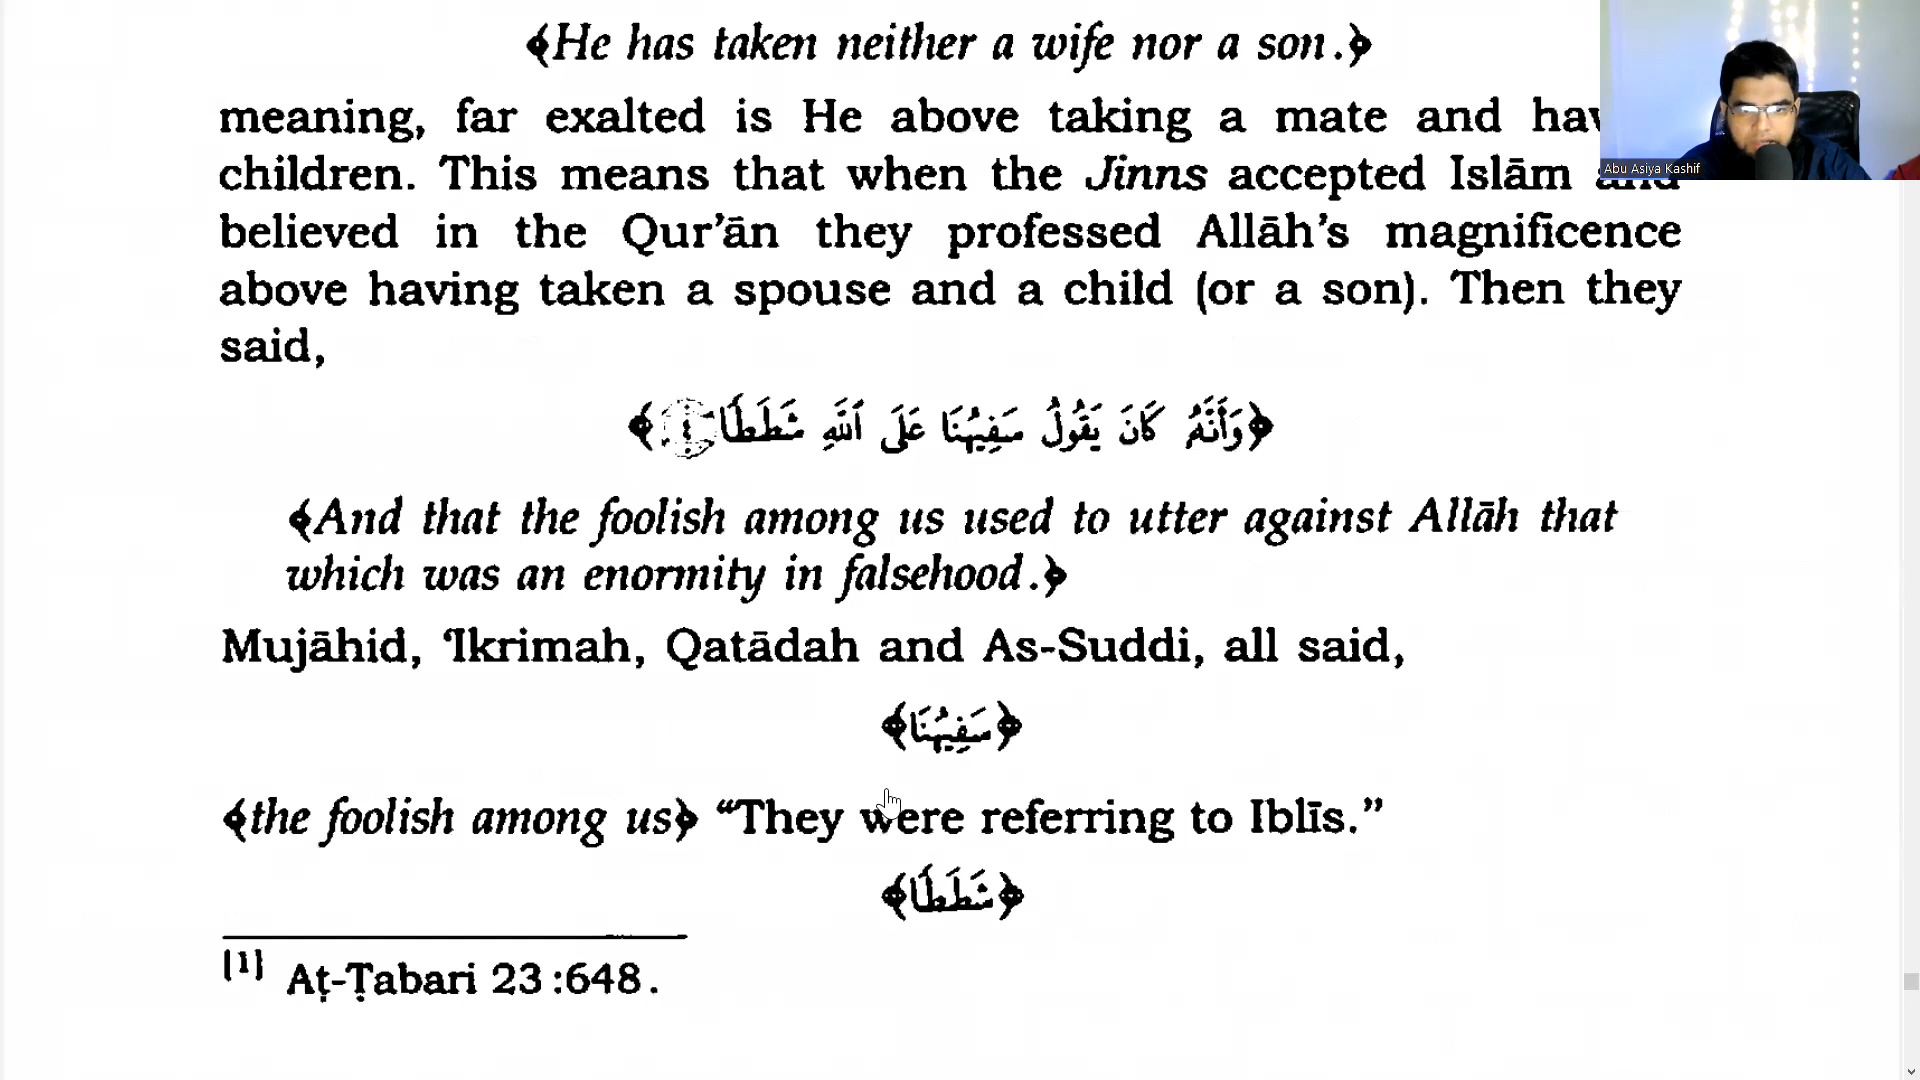 ﴾He has taken neither a wife nor a son.﴿
meaning, far exalted is He above taking a mate and hav
children. This means that when the Jinns accepted Islām and
believed in the Qur’ān they professed Allāh’s magnificence
above having taken a spouse and a child (or a son). Then they
said,
﴿وَأَنَّهُ كَانَ يَقُولُ سَفِيهُنَا عَلَى ٱللَّهِ شَطَطًا ٤﴾
﴾And that the foolish among us used to utter against Allāh that
which was an enormity in falsehood.﴿
Mujāhid, ‘Ikrimah, Qatādah and As-Suddi, all said,
﴿سَفِيهُنَا﴾
﴾the foolish among us﴿ “They were referring to Iblīs.”
﴿شَطَطًا﴾
[1] Aṭ-Ṭabari 23:648.
Abu Asiya Kashif